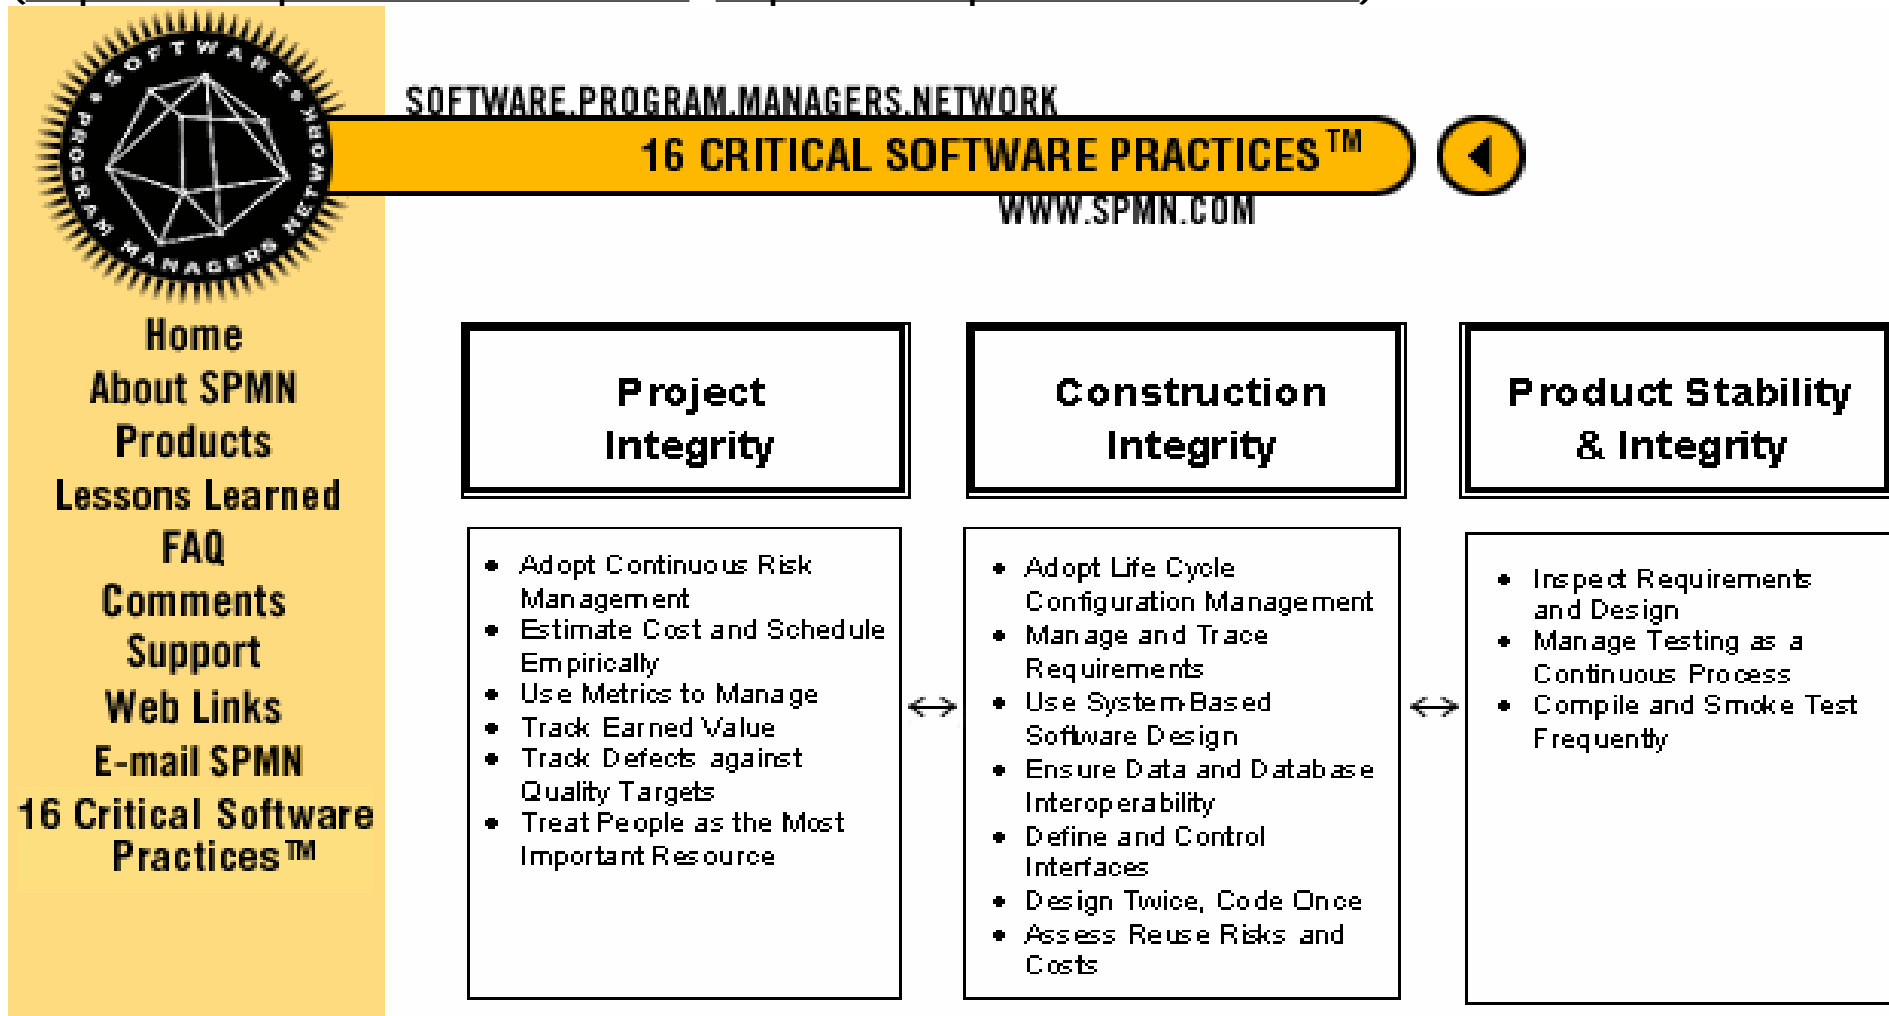 SOFTWARE PROGRAM MANAGERS NETWORK
SOFTWARE.PROGRAM.MANAGERS.NETWORK
16 CRITICAL SOFTWARE PRACTICES™
WWW.SPMN.COM
Home
About SPMN
Products
Lessons Learned
FAQ
Comments
Support
Web Links
E-mail SPMN
16 Critical Software
Practices™
Project
Integrity
• Adopt Continuous Risk
Management
• Estimate Cost and Schedule
Empirically
• Use Metrics to Manage
• Track Earned Value
• Track Defects against
Quality Targets
• Treat People as the Most
Important Resource
Construction
Integrity
• Adopt Life Cycle
Configuration Management
• Manage and Trace
Requirements
• Use System-Based
Software Design
• Ensure Data and Database
Interoperability
• Define and Control
Interfaces
• Design Twice, Code Once
• Assess Reuse Risks and
Costs
Product Stability
& Integrity
• Inspect Requirements
and Design
• Manage Testing as a
Continuous Process
• Compile and Smoke Test
Frequently